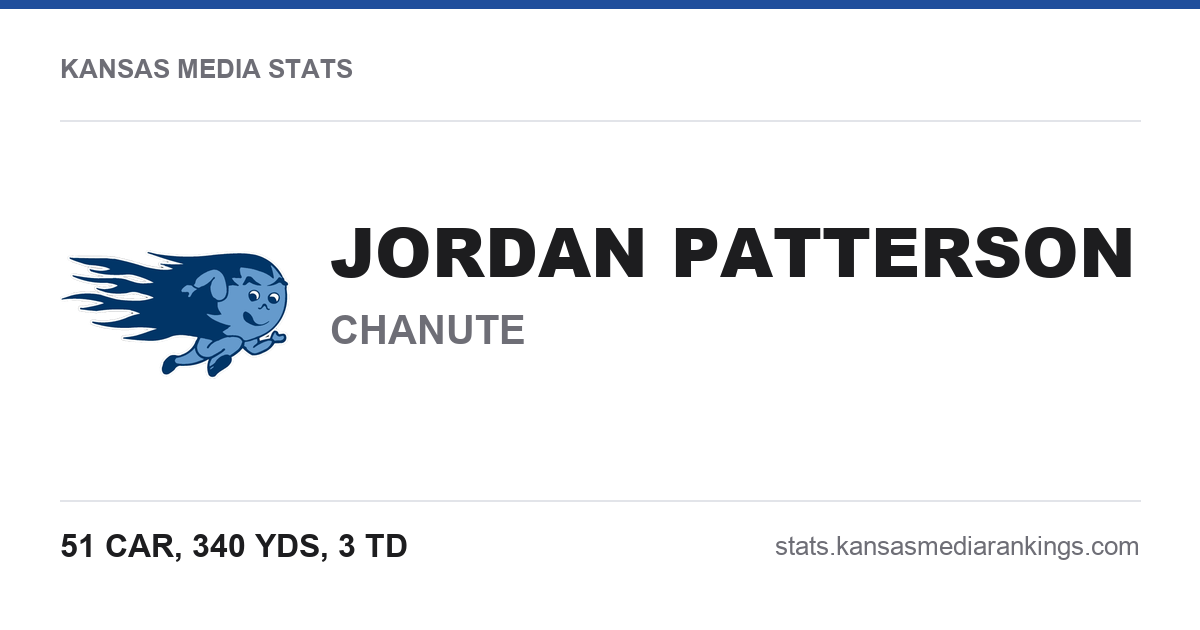 KANSAS MEDIA STATS
JORDAN PATTERSON
CHANUTE
51 CAR, 340 YDS, 3 TD
stats.kansasmediarankings.com